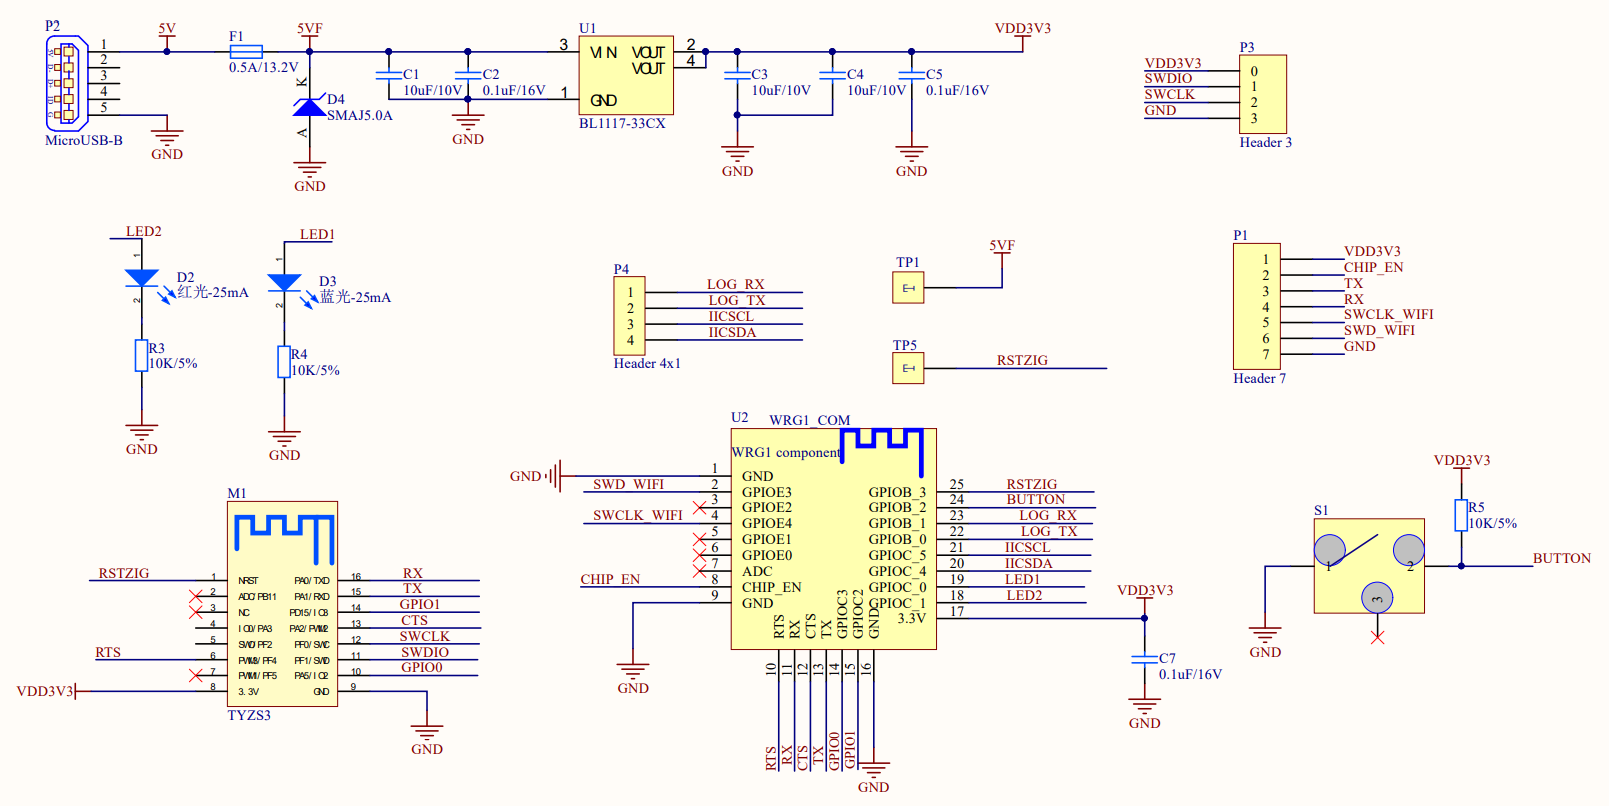 P2
1
2
3
4
5
MicroUSB-B
5V
GND
F1
0.5A/13.2V
5VF
K
D4
SMAJ5.0A
A
GND
C1
10uF/10V
C2
0.1uF/16V
GND
U1
3
VIN
VOUT
2
VOUT
4
1
GND
BL1117-33CX
C3
10uF/10V
GND
C4
10uF/10V
C5
0.1uF/16V
GND
VDD3V3
P3
VDD3V3
0
SWDIO
1
SWCLK
2
GND
3
Header 3
LED2
1
D2
红光-25mA
2
R3
10K/5%
GND
LED1
1
D3
蓝光-25mA
2
R4
10K/5%
GND
P4
1
LOG_RX
2
LOG_TX
3
IICSCL
4
IICSDA
Header 4x1
TP1
5VF
TP5
RSTZIG
P1
1
VDD3V3
2
CHIP_EN
3
TX
4
RX
5
SWCLK_WIFI
6
SWD_WIFI
7
GND
Header 7
M1
RSTZIG
1
NRST
PA0/TXD
16
RX
2
ADC/PB11
PA1/RXD
15
TX
3
NC
PD15/IO3
14
GPIO1
4
IO0/PA3
PA2/PWM2
13
CTS
5
SWO/PF2
PF0/SWC
12
SWCLK
RTS
6
PWM3/PF4
PF1/SWD
11
SWDIO
7
PWM1/PF5
PA5/IO2
10
GPIO0
VDD3V3
8
3.3V
GND
9
TYZS3
GND
U2
WRG1_COM
WRG1 component
GND
1
GND
SWD_WIFI
2
GPIOE3
3
GPIOE2
SWCLK_WIFI
4
GPIOE4
5
GPIOE1
6
GPIOE0
7
ADC
CHIP_EN
8
CHIP_EN
9
GND
GND
GPIOB_3
25
RSTZIG
GPIOB_2
24
BUTTON
GPIOB_1
23
LOG_RX
GPIOB_0
22
LOG_TX
GPIOC_5
21
IICSCL
GPIOC_4
20
IICSDA
GPIOC_0
19
LED1
GPIOC_1
18
LED2
3.3V
17
RTS
RX
CTS
TX
GPIOC3
GPIOC2
GND
10
11
12
13
14
15
16
RTS
RX
CTS
TX
GPIO0
GPIO1
GND
VDD3V3
C7
0.1uF/16V
GND
S1
1
2
3
GND
VDD3V3
R5
10K/5%
BUTTON